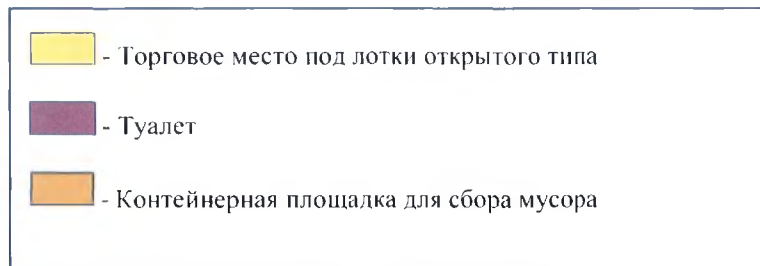 - Торговое место под лотки открытого типа
- Туалет
- Контейнерная площадка для сбора мусора